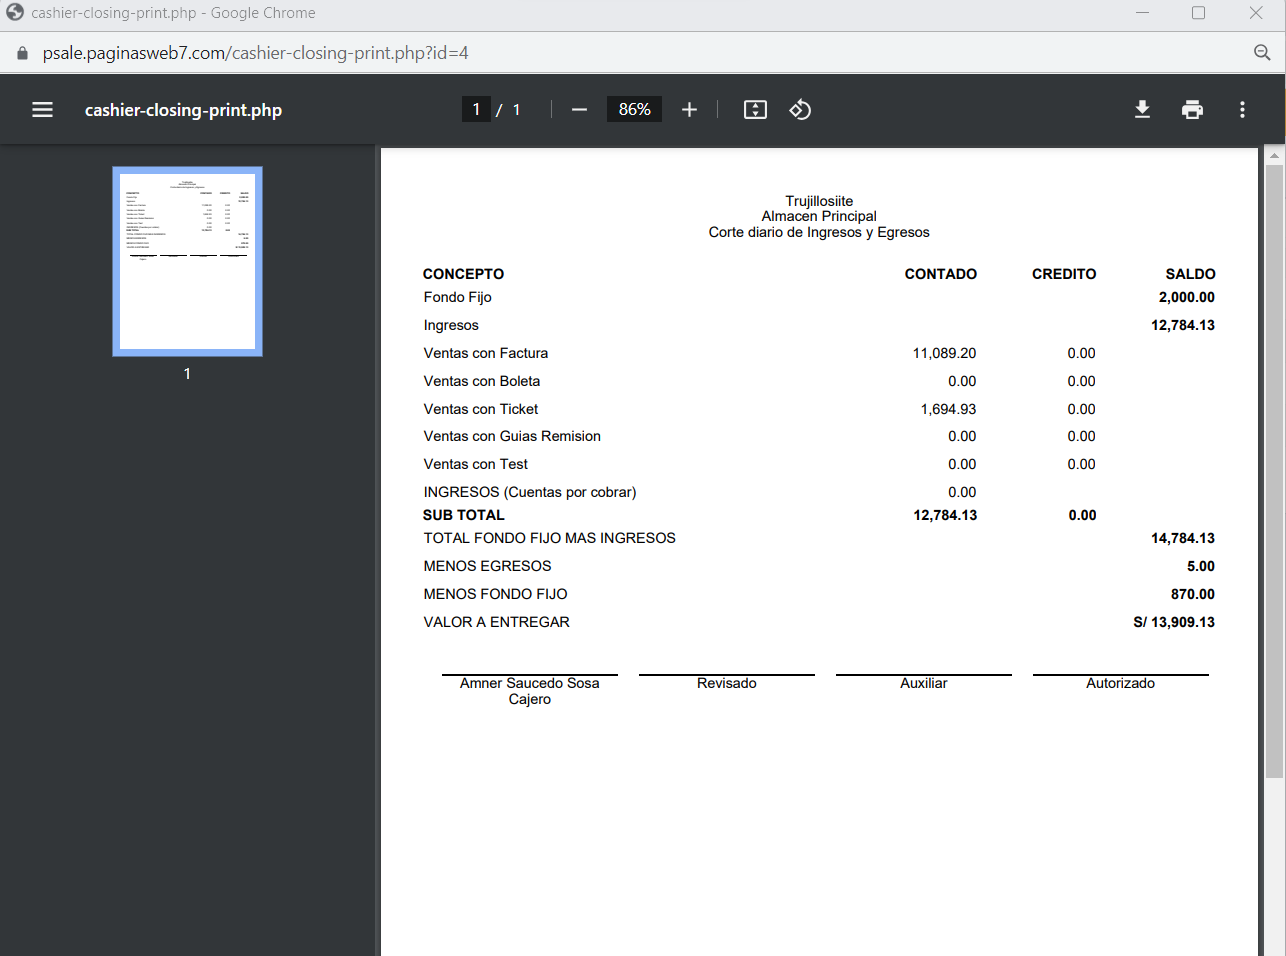 cashier-closing-print.php - Google Chrome
psale.paginasweb7.com/cashier-closing-print.php?id=4
cashier-closing-print.php 1 / 1 86%
1
Trujillosiite
Almacen Principal
Corte diario de Ingresos y Egresos
CONCEPTO CONTADO CREDITO SALDO
Fondo Fijo 2,000.00
Ingresos 12,784.13
Ventas con Factura 11,089.20 0.00
Ventas con Boleta 0.00 0.00
Ventas con Ticket 1,694.93 0.00
Ventas con Guias Remision 0.00 0.00
Ventas con Test 0.00 0.00
INGRESOS (Cuentas por cobrar) 0.00
SUB TOTAL 12,784.13 0.00
TOTAL FONDO FIJO MAS INGRESOS 14,784.13
MENOS EGRESOS 5.00
MENOS FONDO FIJO 870.00
VALOR A ENTREGAR S/ 13,909.13
Amner Saucedo Sosa Revisado Auxiliar Autorizado
Cajero